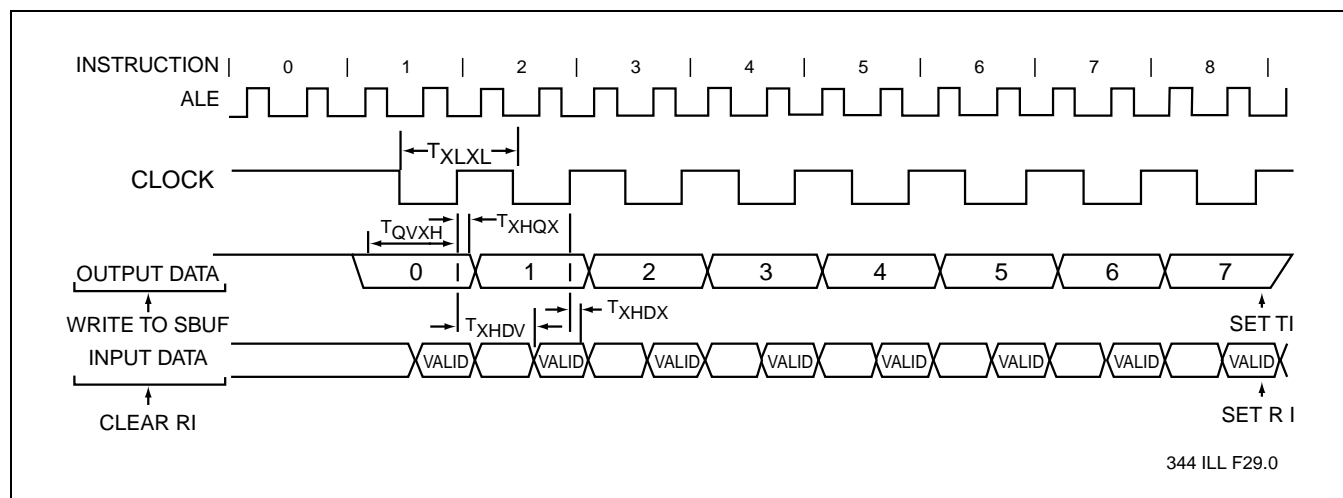 INSTRUCTION | 0 | 1 | 2 | 3 | 4 | 5 | 6 | 7 | 8 |
ALE
TXLXL
CLOCK
TQVXH TXHQX
OUTPUT DATA 0 1 2 3 4 5 6 7
TXHDX
WRITE TO SBUF TXHDV SET TI
INPUT DATA VALID VALID VALID VALID VALID VALID VALID VALID
CLEAR RI SET R I
344 ILL F29.0